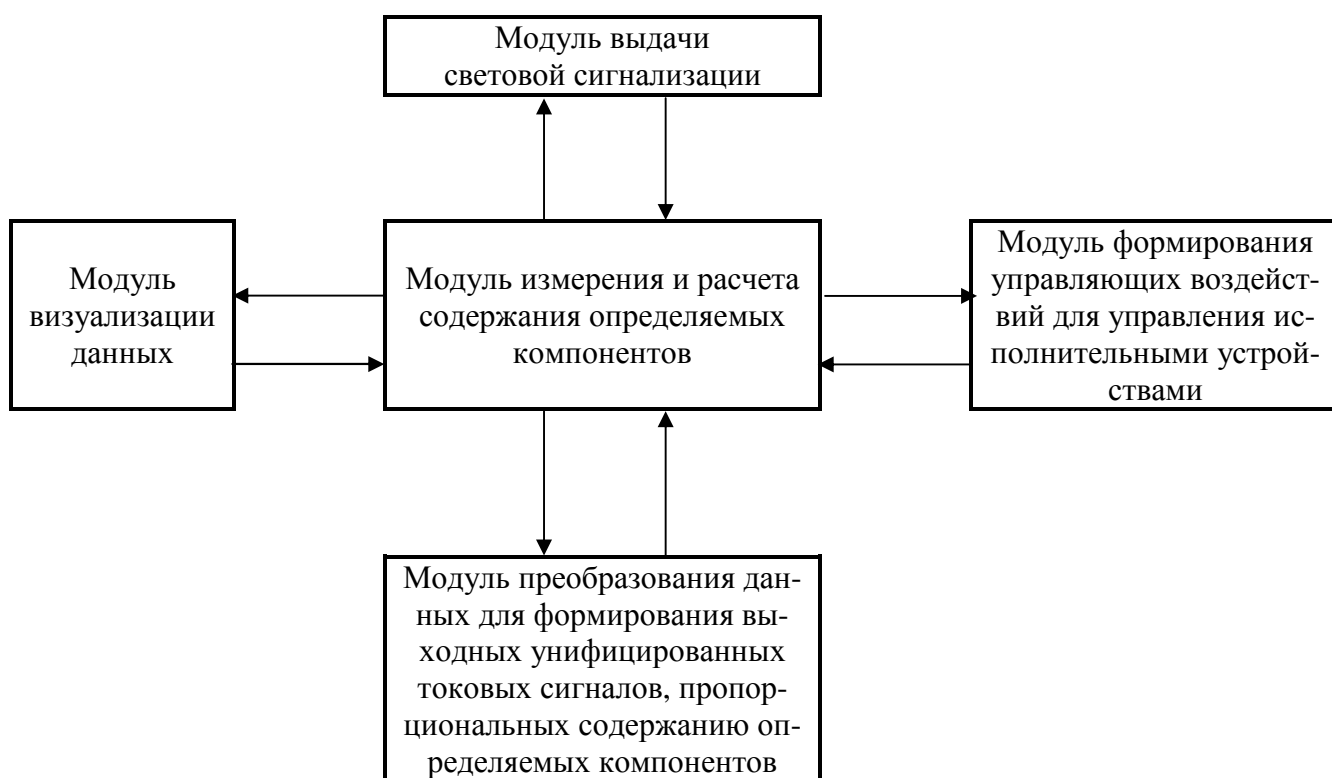 Модуль выдачи
световой сигнализации
Модуль
визуализации
данных
Модуль измерения и расчета
содержания определяемых
компонентов
Модуль формирования
управляющих воздейст-
вий для управления ис-
полнительными устрой-
ствами
Модуль преобразования дан-
ных для формирования вы-
ходных унифицированных
токовых сигналов, пропор-
циональных содержанию оп-
ределяемых компонентов